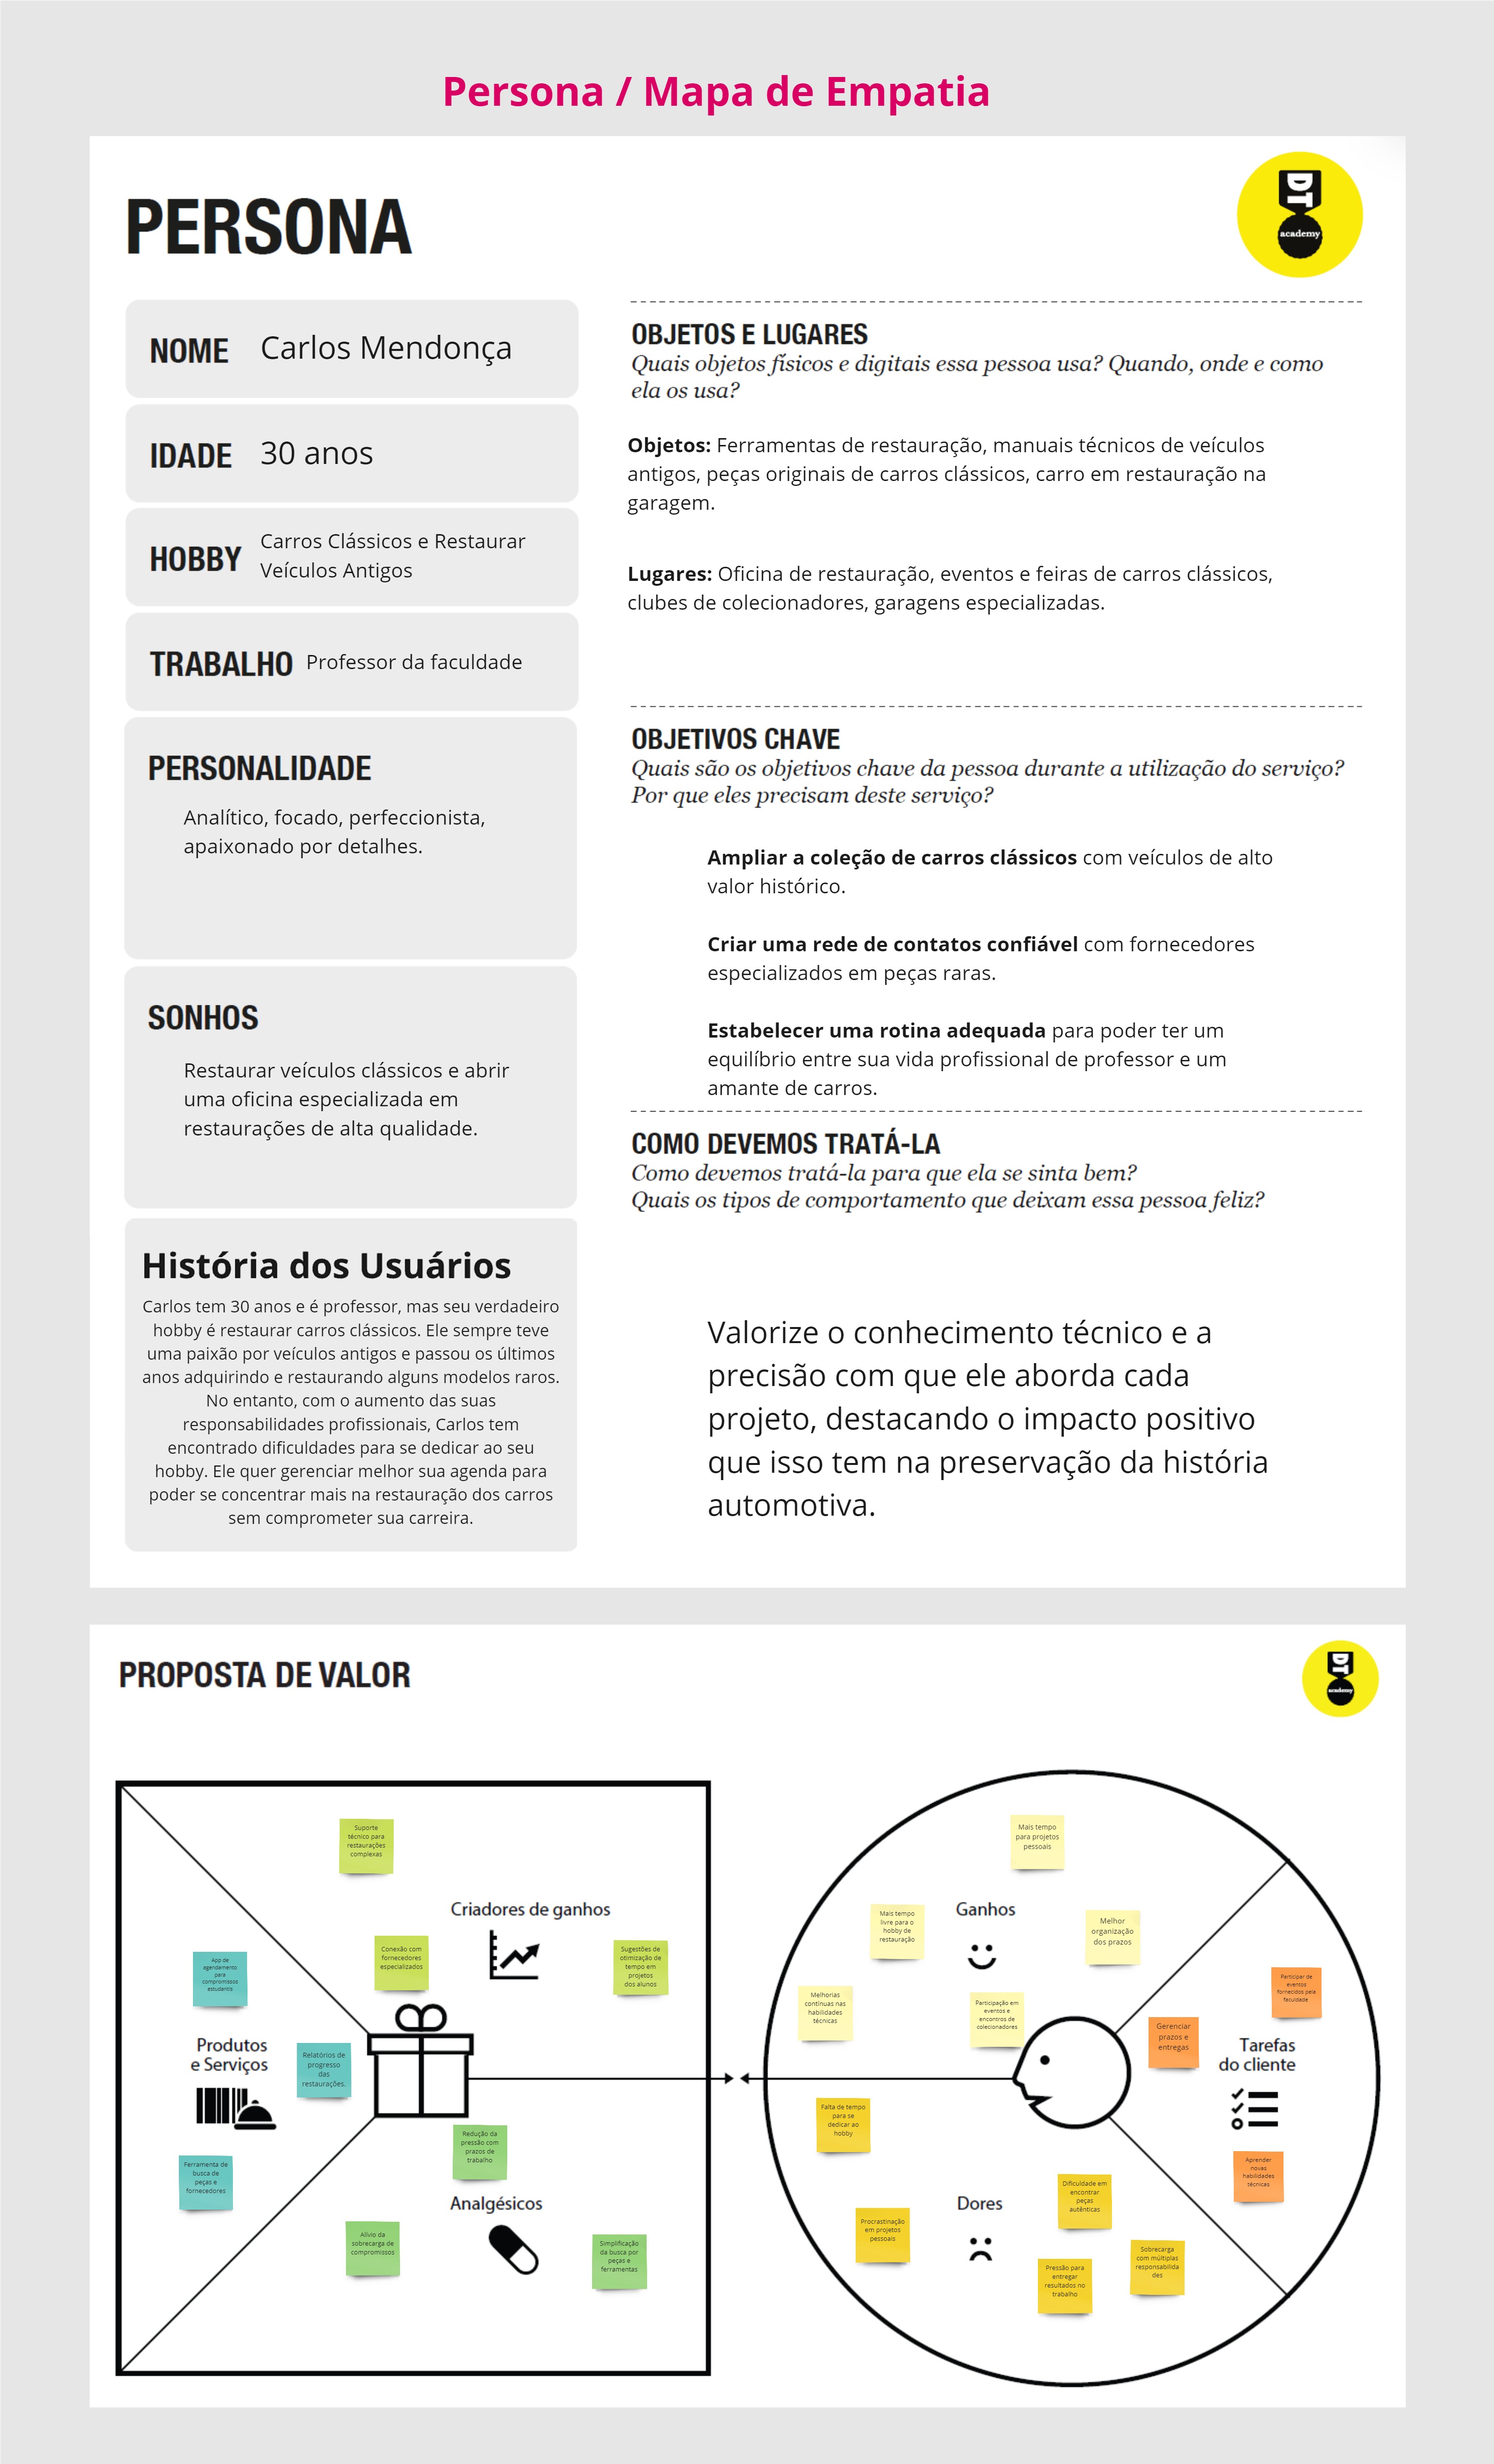 Persona / Mapa de Empatia
PERSONA
DT
academy
NOME Carlos Mendonça
IDADE 30 anos
HOBBY Carros Clássicos e Restaurar
Veículos Antigos
TRABALHO Professor da faculdade
PERSONALIDADE
Analítico, focado, perfeccionista,
apaixonado por detalhes.
SONHOS
Restaurar veículos clássicos e abrir
uma oficina especializada em
restaurações de alta qualidade.
História dos Usuários
Carlos tem 30 anos e é professor, mas seu verdadeiro
hobby é restaurar carros clássicos. Ele sempre teve
uma paixão por veículos antigos e passou os últimos
anos adquirindo e restaurando alguns modelos raros.
No entanto, com o aumento das suas
responsabilidades profissionais, Carlos tem
encontrado dificuldades para se dedicar ao seu
hobby. Ele quer gerenciar melhor sua agenda para
poder se concentrar mais na restauração dos carros
sem comprometer sua carreira.
OBJETOS E LUGARES
Quais objetos físicos e digitais essa pessoa usa? Quando, onde e como
ela os usa?
Objetos: Ferramentas de restauração, manuais técnicos de veículos
antigos, peças originais de carros clássicos, carro em restauração na
garagem.
Lugares: Oficina de restauração, eventos e feiras de carros clássicos,
clubes de colecionadores, garagens especializadas.
OBJETIVOS CHAVE
Quais são os objetivos chave da pessoa durante a utilização do serviço?
Por que eles precisam deste serviço?
Ampliar a coleção de carros clássicos com veículos de alto
valor histórico.
Criar uma rede de contatos confiável com fornecedores
especializados em peças raras.
Estabelecer uma rotina adequada para poder ter um
equilíbrio entre sua vida profissional de professor e um
amante de carros.
COMO DEVEMOS TRATÁ-LA
Como devemos tratá-la para que ela se sinta bem?
Quais os tipos de comportamento que deixam essa pessoa feliz?
Valorize o conhecimento técnico e a
precisão com que ele aborda cada
projeto, destacando o impacto positivo
que isso tem na preservação da história
automotiva.
PROPOSTA DE VALOR
DT
academy
Suporte
técnico para
restaurações
complexas
Criadores de ganhos
Conexão com
fornecedores
especializados
Sugestões de
otimização de
tempo em
projetos
dos alunos
App de
agendamento
para
compromissos
estudantis
Produtos
e Serviços
Relatórios de
progresso
das
restaurações.
Ferramenta de
busca de
peças e
fornecedores
Redução da
pressão com
prazos de
trabalho
Analgésicos
Alívio da
sobrecarga de
compromissos
Simplificação
da busca por
peças e
ferramentas
Mais tempo
para projetos
pessoais
Mais tempo
livre para o
hobby de
restauração
Ganhos
Melhor
organização
dos prazos
Melhorias
contínuas nas
habilidades
técnicas
Participação em
eventos e
encontros de
colecionadores
Participar de
eventos
fornecidos pela
faculdade
Gerenciar
prazos e
entregas
Tarefas
do cliente
Aprender
novas
habilidades
técnicas
Falta de tempo
para se
dedicar ao
hobby
Dores
Dificuldade em
encontrar
peças
autênticas
Procrastinação
em projetos
pessoais
Sobrecarga
com múltiplas
responsabilida
des
Pressão para
entregar
resultados no
trabalho